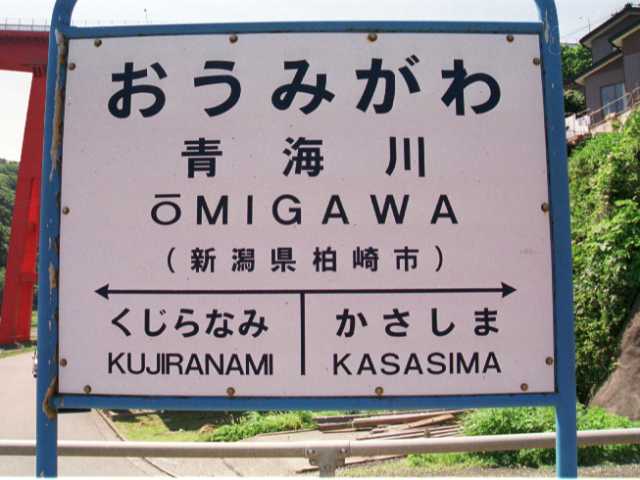 おうみがわ
青海川
ŌMIGAWA
（新潟県柏崎市）
くじらなみ かさしま
KUJIRANAMI KASASIMA